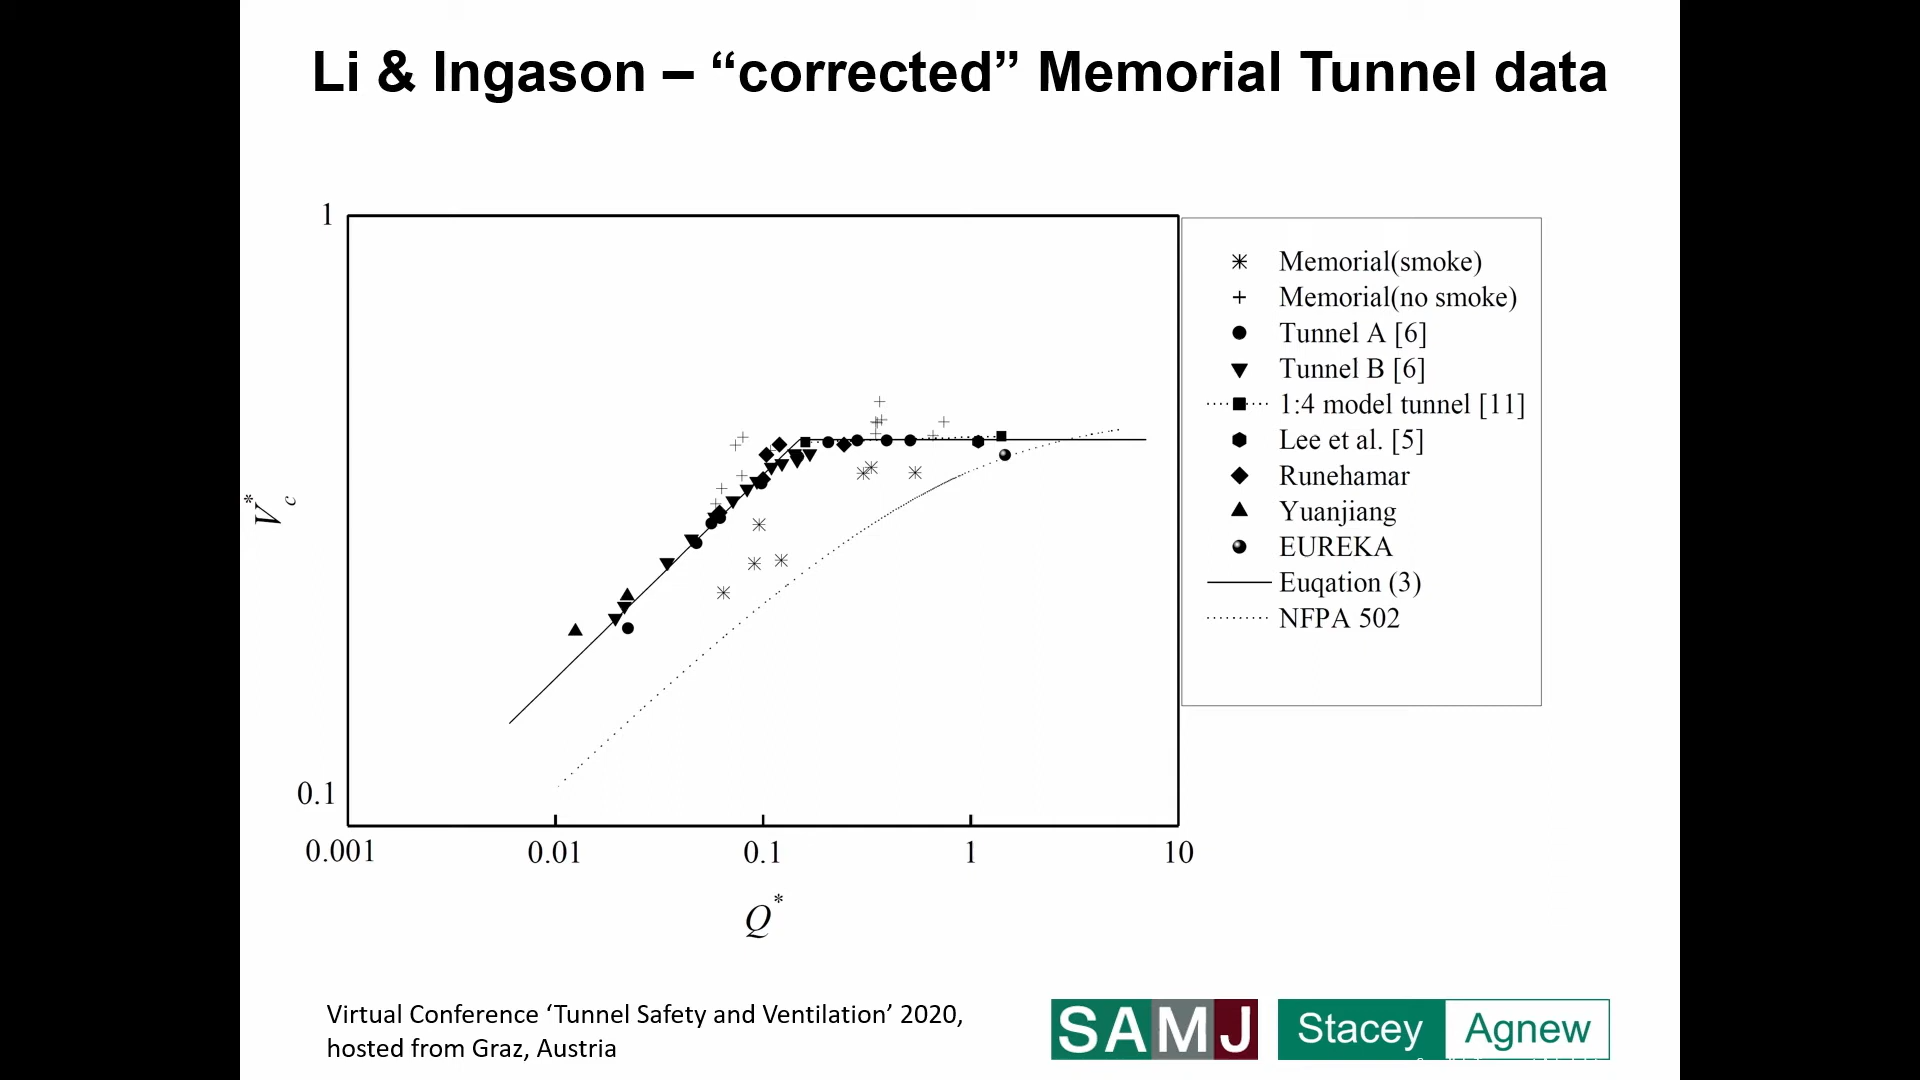 Li & Ingason – “corrected” Memorial Tunnel data
1
0.1
V*c
0.001
0.01
0.1
1
10
Q*
Memorial(smoke)
Memorial(no smoke)
Tunnel A [6]
Tunnel B [6]
1:4 model tunnel [11]
Lee et al. [5]
Runehamar
Yuanjiang
EUREKA
Euqation (3)
NFPA 502
Virtual Conference ‘Tunnel Safety and Ventilation’ 2020,
hosted from Graz, Austria
SAMJ
Stacey Agnew